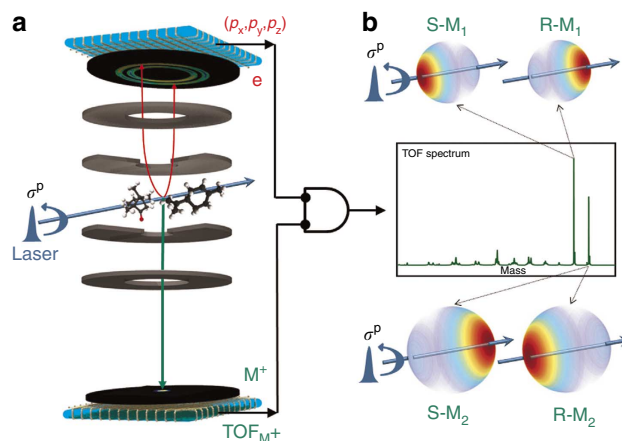 a
(px,py,pz)
e
σp
Laser
M+
TOFM+
b
S-M1
R-M1
σp
TOF spectrum
Mass
σp
S-M2
R-M2